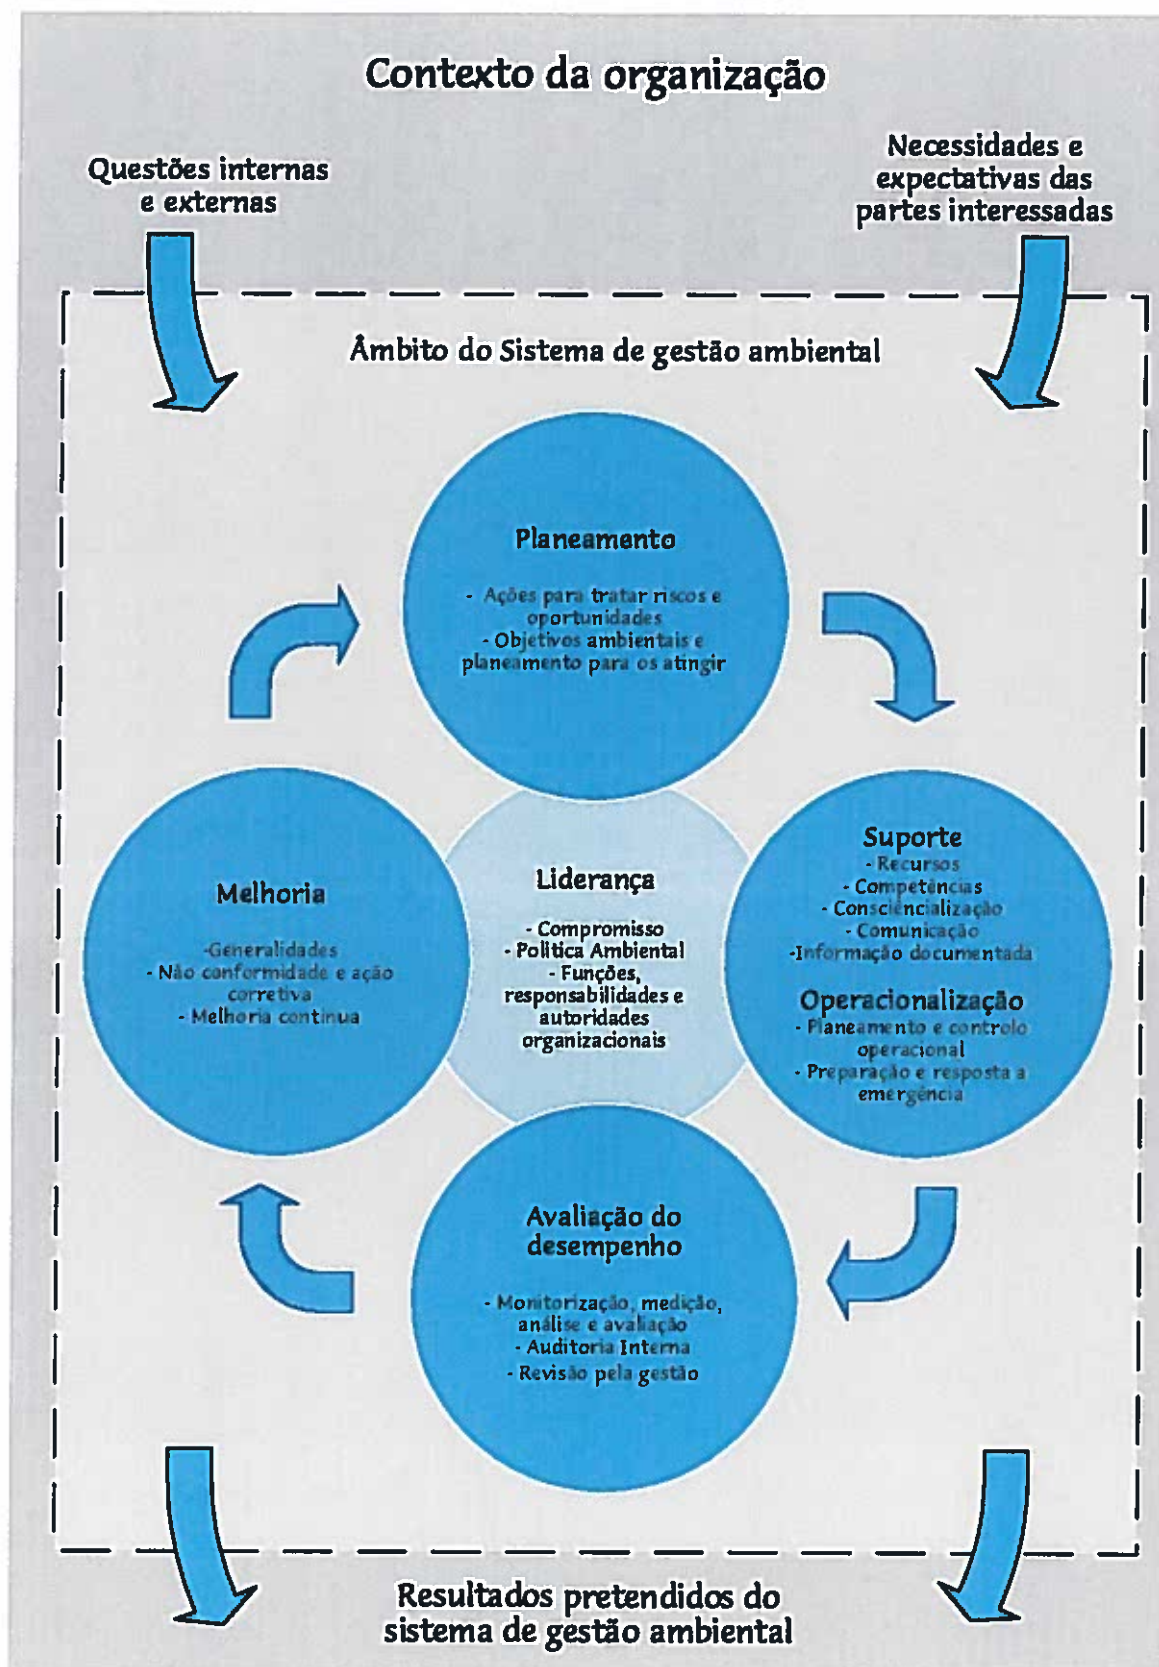 Contexto da organização
Questões internas
e externas
Necessidades e
expectativas das
partes interessadas
Âmbito do Sistema de gestão ambiental
Planeamento
- Ações para tratar riscos e
oportunidades
- Objetivos ambientais e
planeamento para os atingir
Melhoria
-Generalidades
- Não conformidade e ação
corretiva
- Melhoria continua
Liderança
- Compromisso
- Politica Ambiental
- Funções,
responsabilidades e
autoridades
organizacionais
Suporte
- Recursos
- Competências
- Consciêncialização
- Comunicação
-Informação documentada
Operacionalização
- Planeamento e controlo
operacional
- Preparação e resposta a
emergência
Avaliação do
desempenho
- Monitorização, medição,
análise e avaliação
- Auditoria Interna
- Revisão pela gestão
Resultados pretendidos do
sistema de gestão ambiental